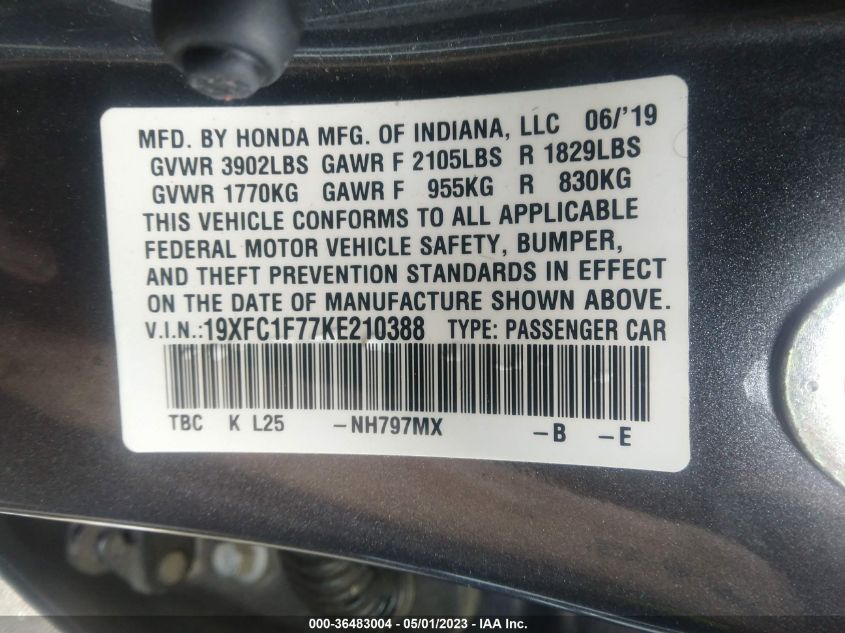 MFD. BY HONDA MFG. OF INDIANA, LLC 06/'19
GVWR 3902LBS GAWR F 2105LBS R 1829LBS
GVWR 1770KG GAWR F 955KG R 830KG
THIS VEHICLE CONFORMS TO ALL APPLICABLE
FEDERAL MOTOR VEHICLE SAFETY, BUMPER,
AND THEFT PREVENTION STANDARDS IN EFFECT
ON THE DATE OF MANUFACTURE SHOWN ABOVE.
V.I.N.:19XFC1F77KE210388 TYPE: PASSENGER CAR
TBC K L25 -NH797MX -B -E
000-36483004 - 05/01/2023 - IAA Inc.